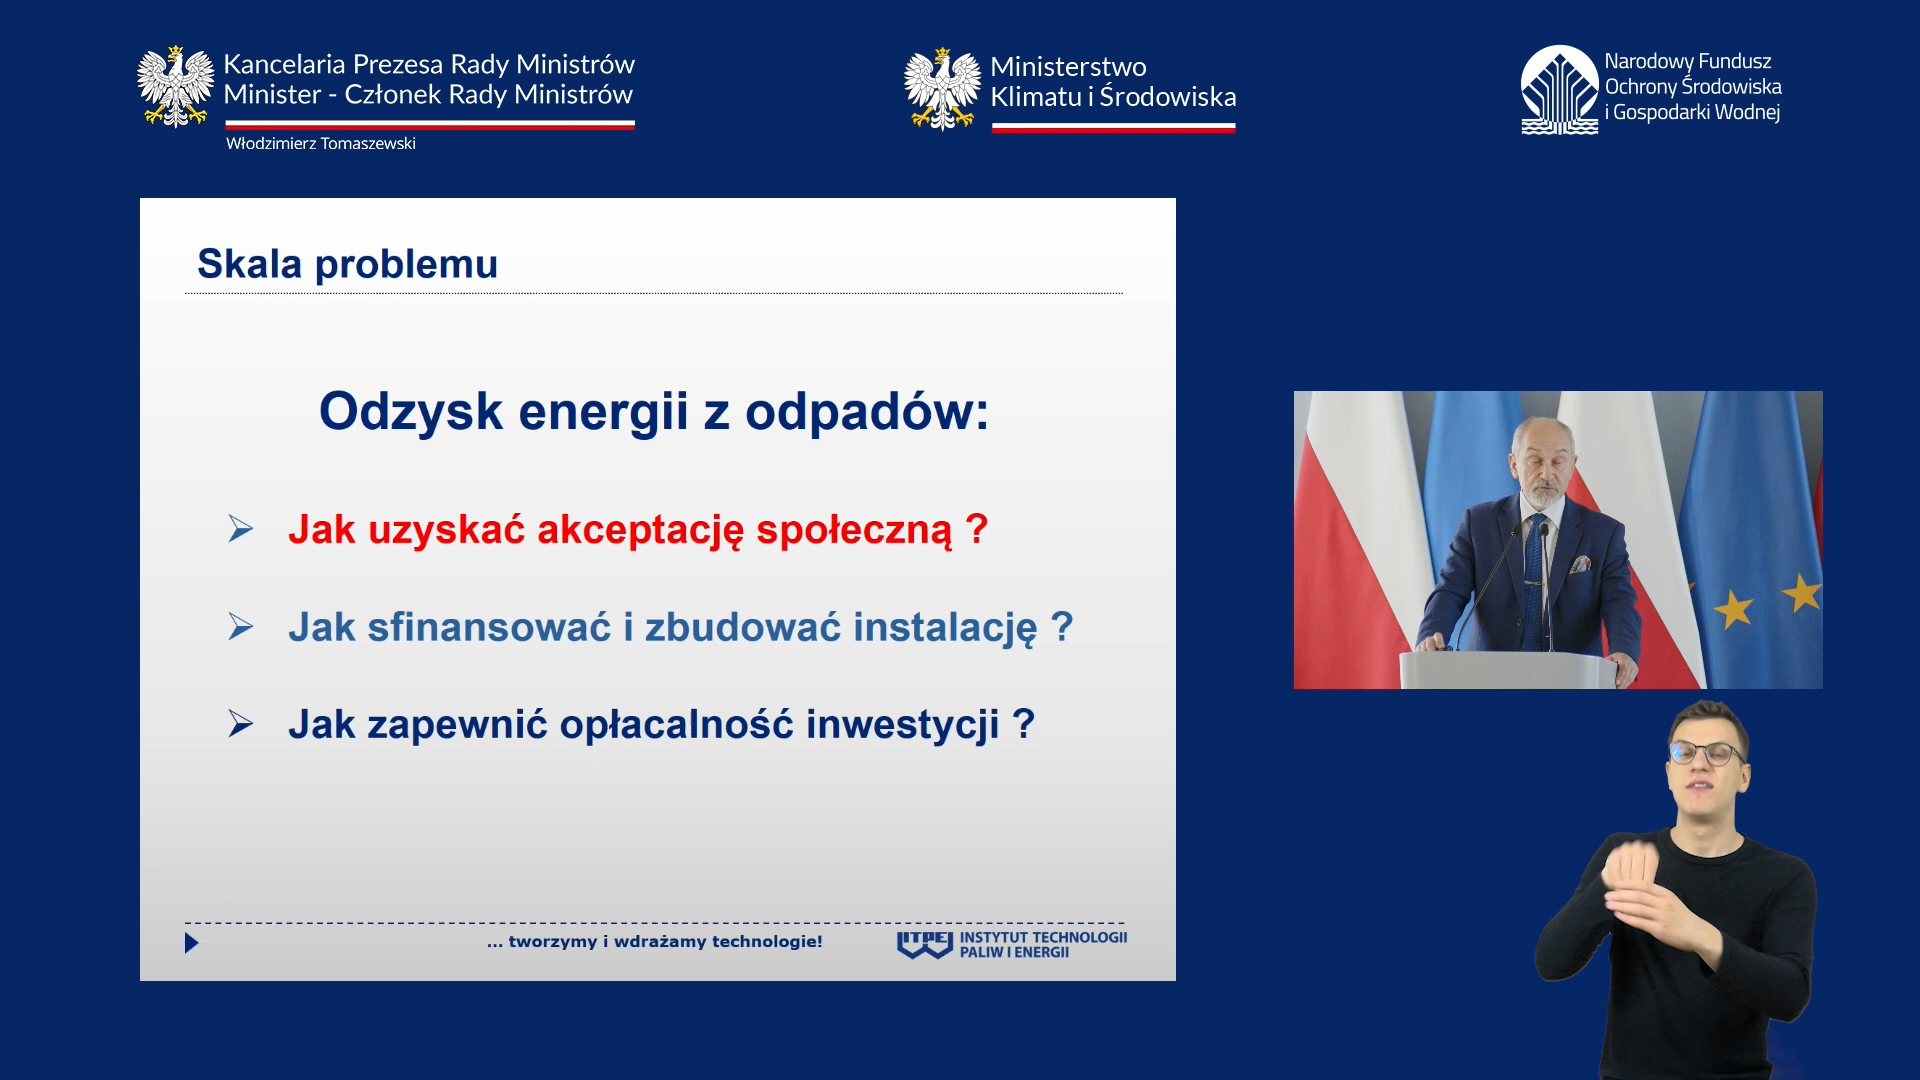 Kancelaria Prezesa Rady Ministrów
Minister - Członek Rady Ministrów
Włodzimierz Tomaszewski
Ministerstwo
Klimatu i Środowiska
Narodowy Fundusz
Ochrony Środowiska
i Gospodarki Wodnej
Skala problemu
Odzysk energii z odpadów:
Jak uzyskać akceptację społeczną ?
Jak sfinansować i zbudować instalację ?
Jak zapewnić opłacalność inwestycji ?
... tworzymy i wdrażamy technologie!
ITPE
INSTYTUT TECHNOLOGII
PALIW I ENERGII